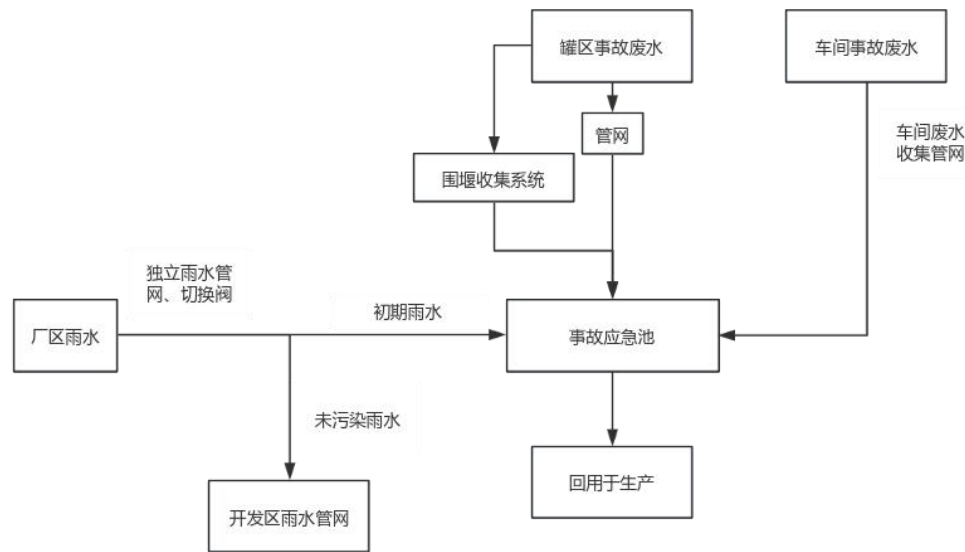 罐区事故废水
车间事故废水
管网
车间废水
收集管网
围堰收集系统
独立雨水管
网、切换阀
初期雨水
厂区雨水
事故应急池
未污染雨水
回用于生产
开发区雨水管网